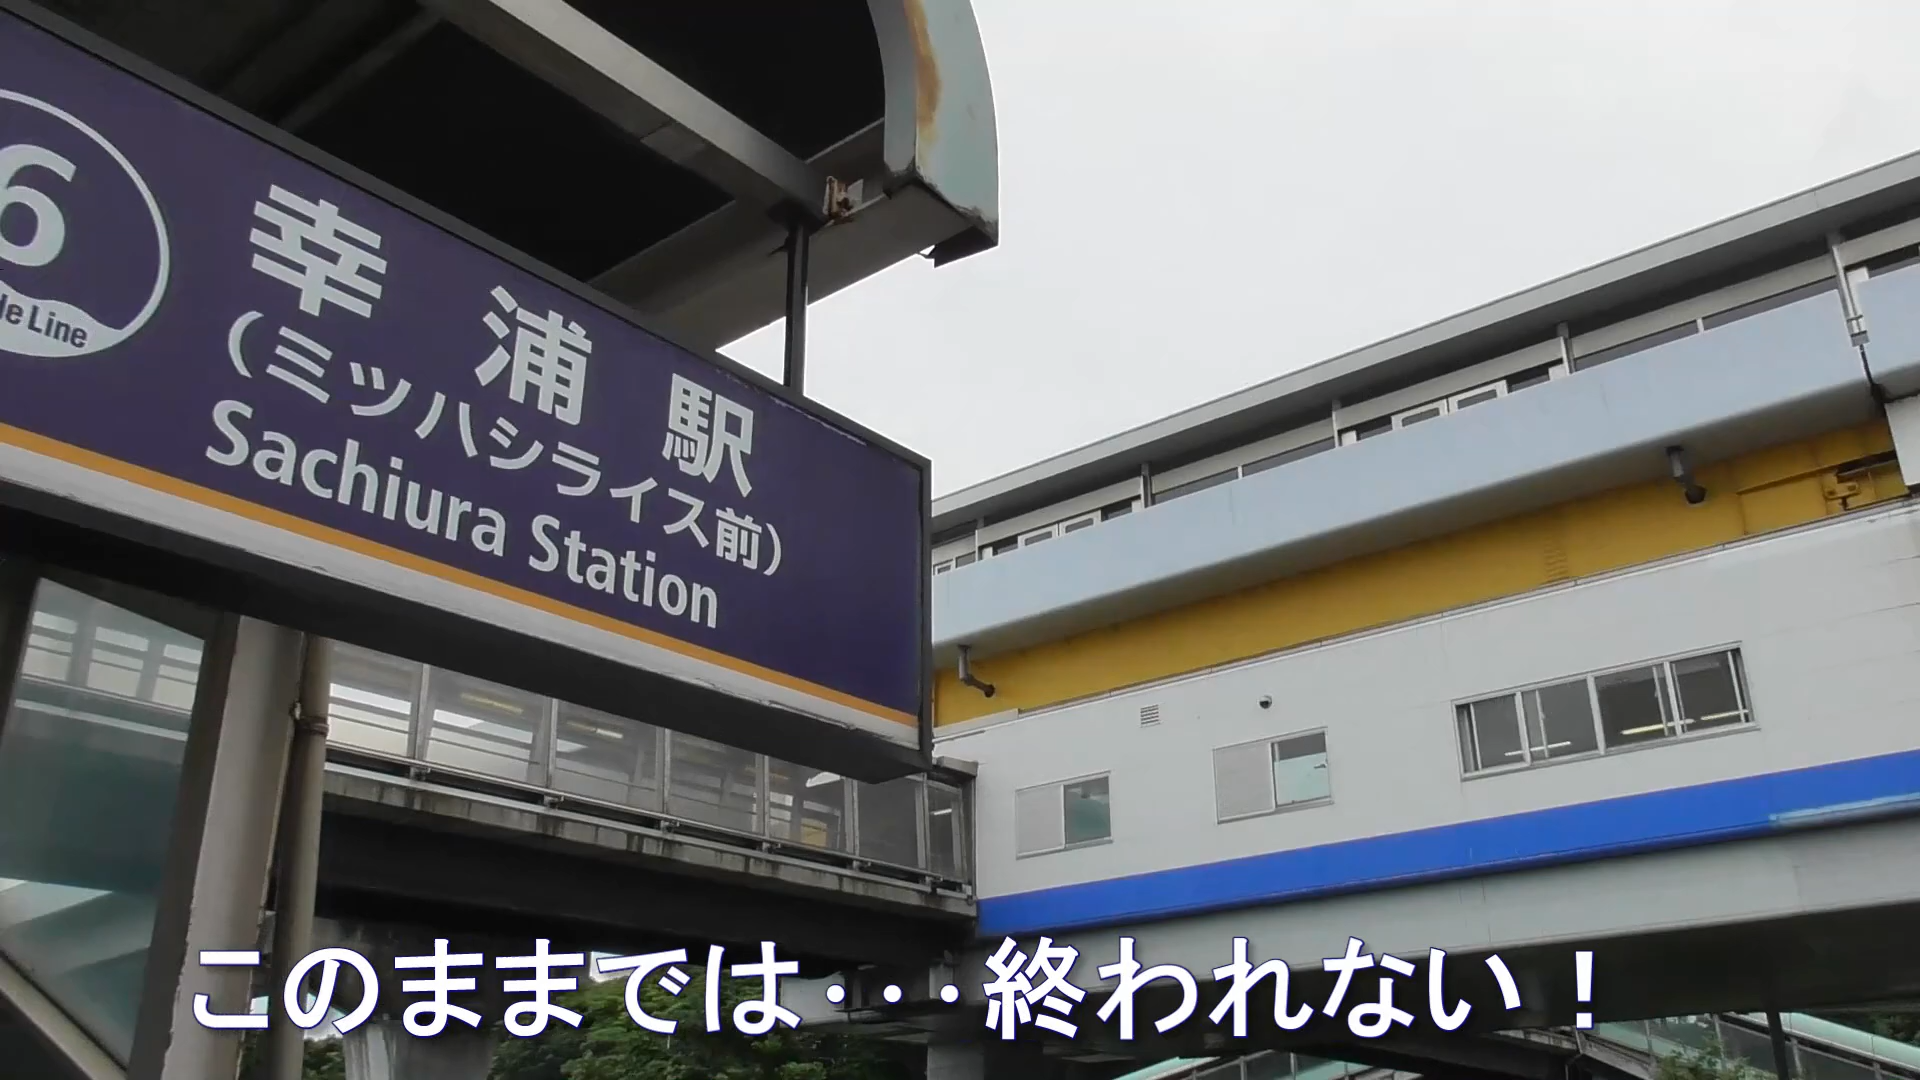 6
de Line
幸浦駅
(ミツハシライス前)
Sachiura Station
このままでは・・・終われない！